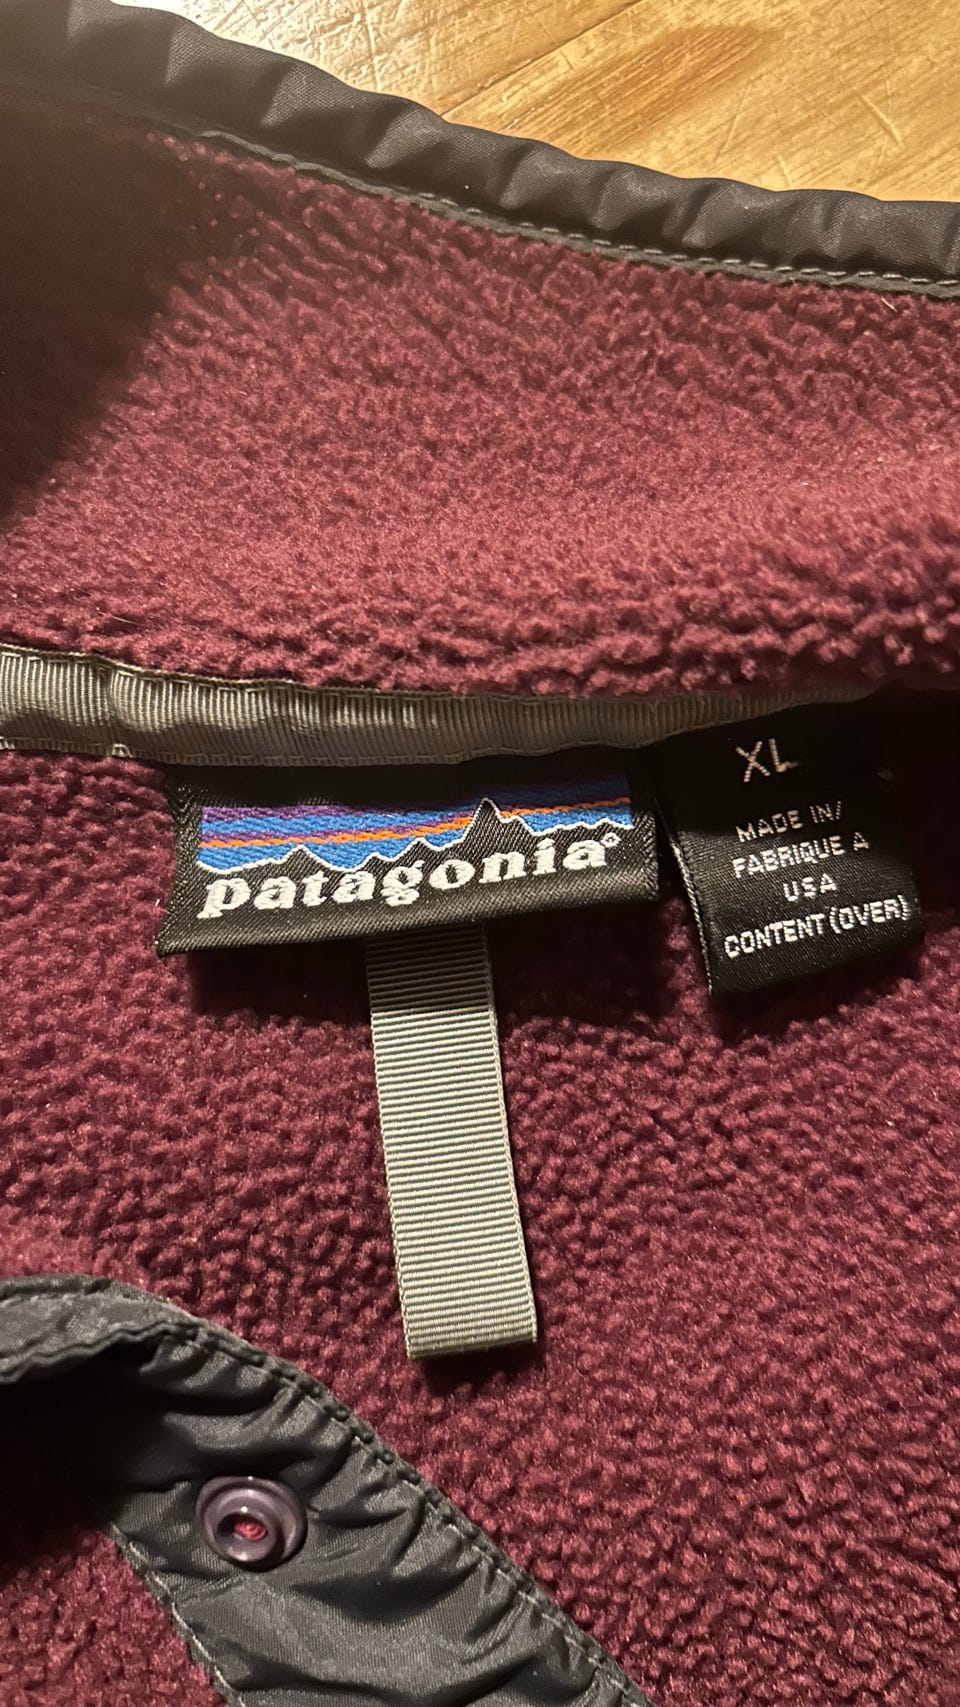 patagonia®
XL
MADE IN/
FABRIQUE A
USA
CONTENT (OVER)